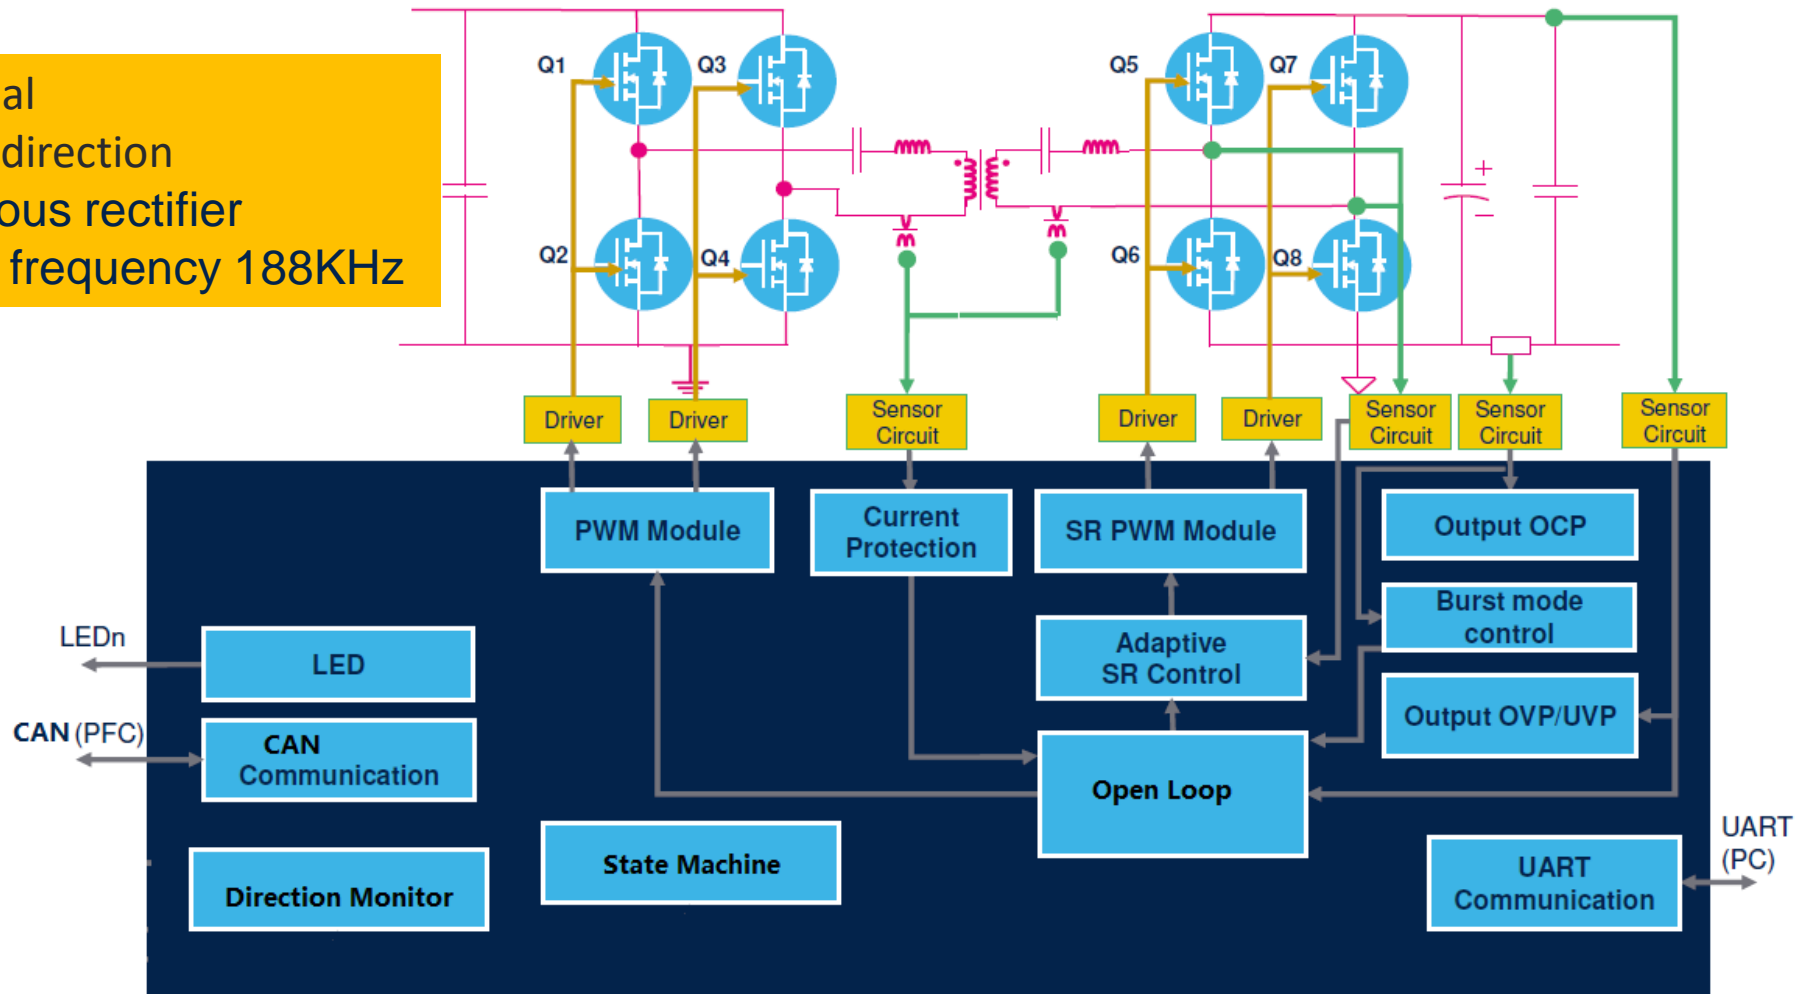 al
direction
ous rectifier
frequency 188KHz
Q1
Q3
Q5
Q7
Q2
Q4
Q6
Q8
+
−
Driver
Driver
Sensor
Circuit
Driver
Driver
Sensor
Circuit
Sensor
Circuit
Sensor
Circuit
PWM Module
Current
Protection
SR PWM Module
Output OCP
Burst mode
control
LEDn
LED
Adaptive
SR Control
Output OVP/UVP
CAN (PFC)
CAN
Communication
Open Loop
State Machine
Direction Monitor
UART
Communication
UART
(PC)